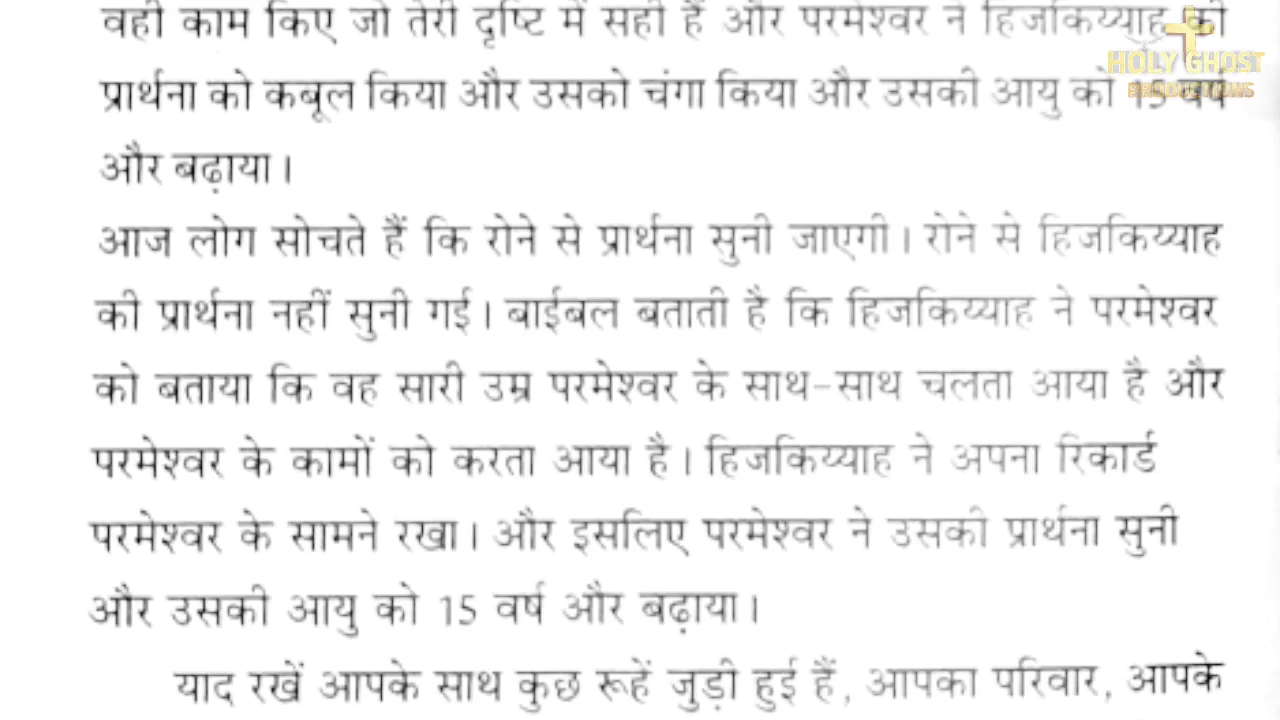 वही काम किए जो तेरी दृष्टि में सही हैं और परमेश्वर ने हिजकिय्याह की
प्रार्थना को कबूल किया और उसको चंगा किया और उसकी आयु को 15 वर्ष
और बढ़ाया।
आज लोग सोचते हैं कि रोने से प्रार्थना सुनी जाएगी। रोने से हिजकिय्याह
की प्रार्थना नहीं सुनी गई। बाईबल बताती है कि हिजकिय्याह ने परमेश्वर
को बताया कि वह सारी उम्र परमेश्वर के साथ-साथ चलता आया है और
परमेश्वर के कामों को करता आया है। हिजकिय्याह ने अपना रिकार्ड
परमेश्वर के सामने रखा। और इसलिए परमेश्वर ने उसकी प्रार्थना सुनी
और उसकी आयु को 15 वर्ष और बढ़ाया।
याद रखें आपके साथ कुछ रूहें जुड़ी हुई हैं, आपका परिवार, आपके
HOLY GHOST
PRODUCTIONS